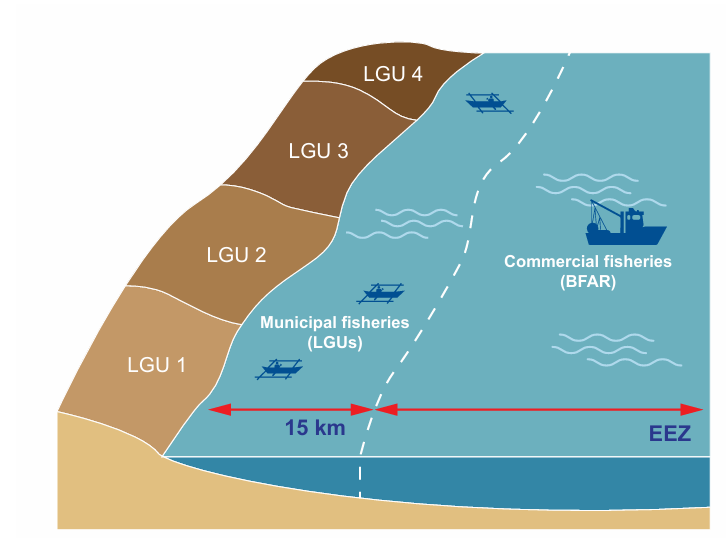 LGU 4
LGU 3
LGU 2
Commercial fisheries
(BFAR)
Municipal fisheries
(LGUs)
LGU 1
15 km
EEZ